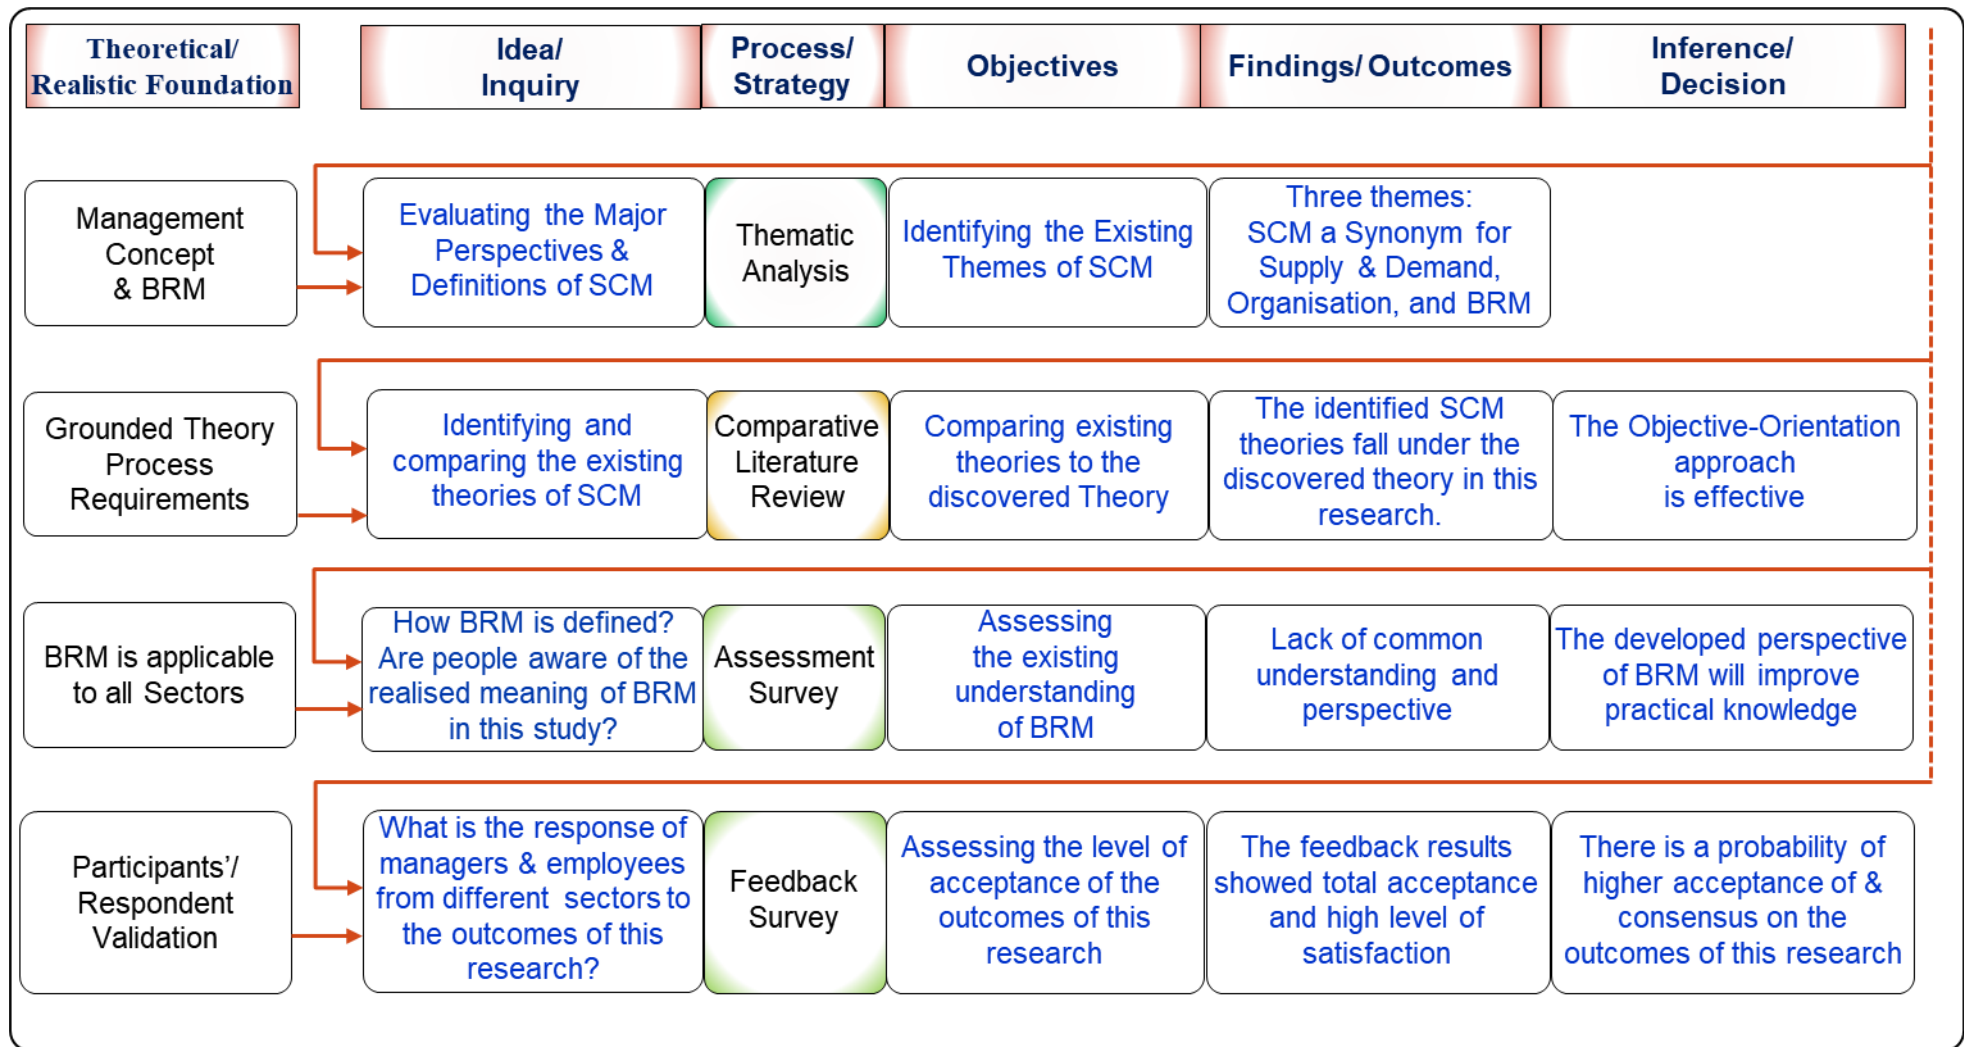 Theoretical/
Realistic Foundation
Idea/
Inquiry
Process/
Strategy
Objectives
Findings/ Outcomes
Inference/
Decision
Management
Concept
& BRM
Evaluating the Major
Perspectives &
Definitions of SCM
Thematic
Analysis
Identifying the Existing
Themes of SCM
Three themes:
SCM a Synonym for
Supply & Demand,
Organisation, and BRM
Grounded Theory
Process
Requirements
Identifying and
comparing the existing
theories of SCM
Comparative
Literature
Review
Comparing existing
theories to the
discovered Theory
The identified SCM
theories fall under the
discovered theory in this
research.
The Objective-Orientation
approach
is effective
BRM is applicable
to all Sectors
How BRM is defined?
Are people aware of the
realised meaning of BRM
in this study?
Assessment
Survey
Assessing
the existing
understanding
of BRM
Lack of common
understanding and
perspective
The developed perspective
of BRM will improve
practical knowledge
Participants’/
Respondent
Validation
What is the response of
managers & employees
from different sectors to
the outcomes of this
research?
Feedback
Survey
Assessing the level of
acceptance of the
outcomes of this
research
The feedback results
showed total acceptance
and high level of
satisfaction
There is a probability of
higher acceptance of &
consensus on the
outcomes of this research